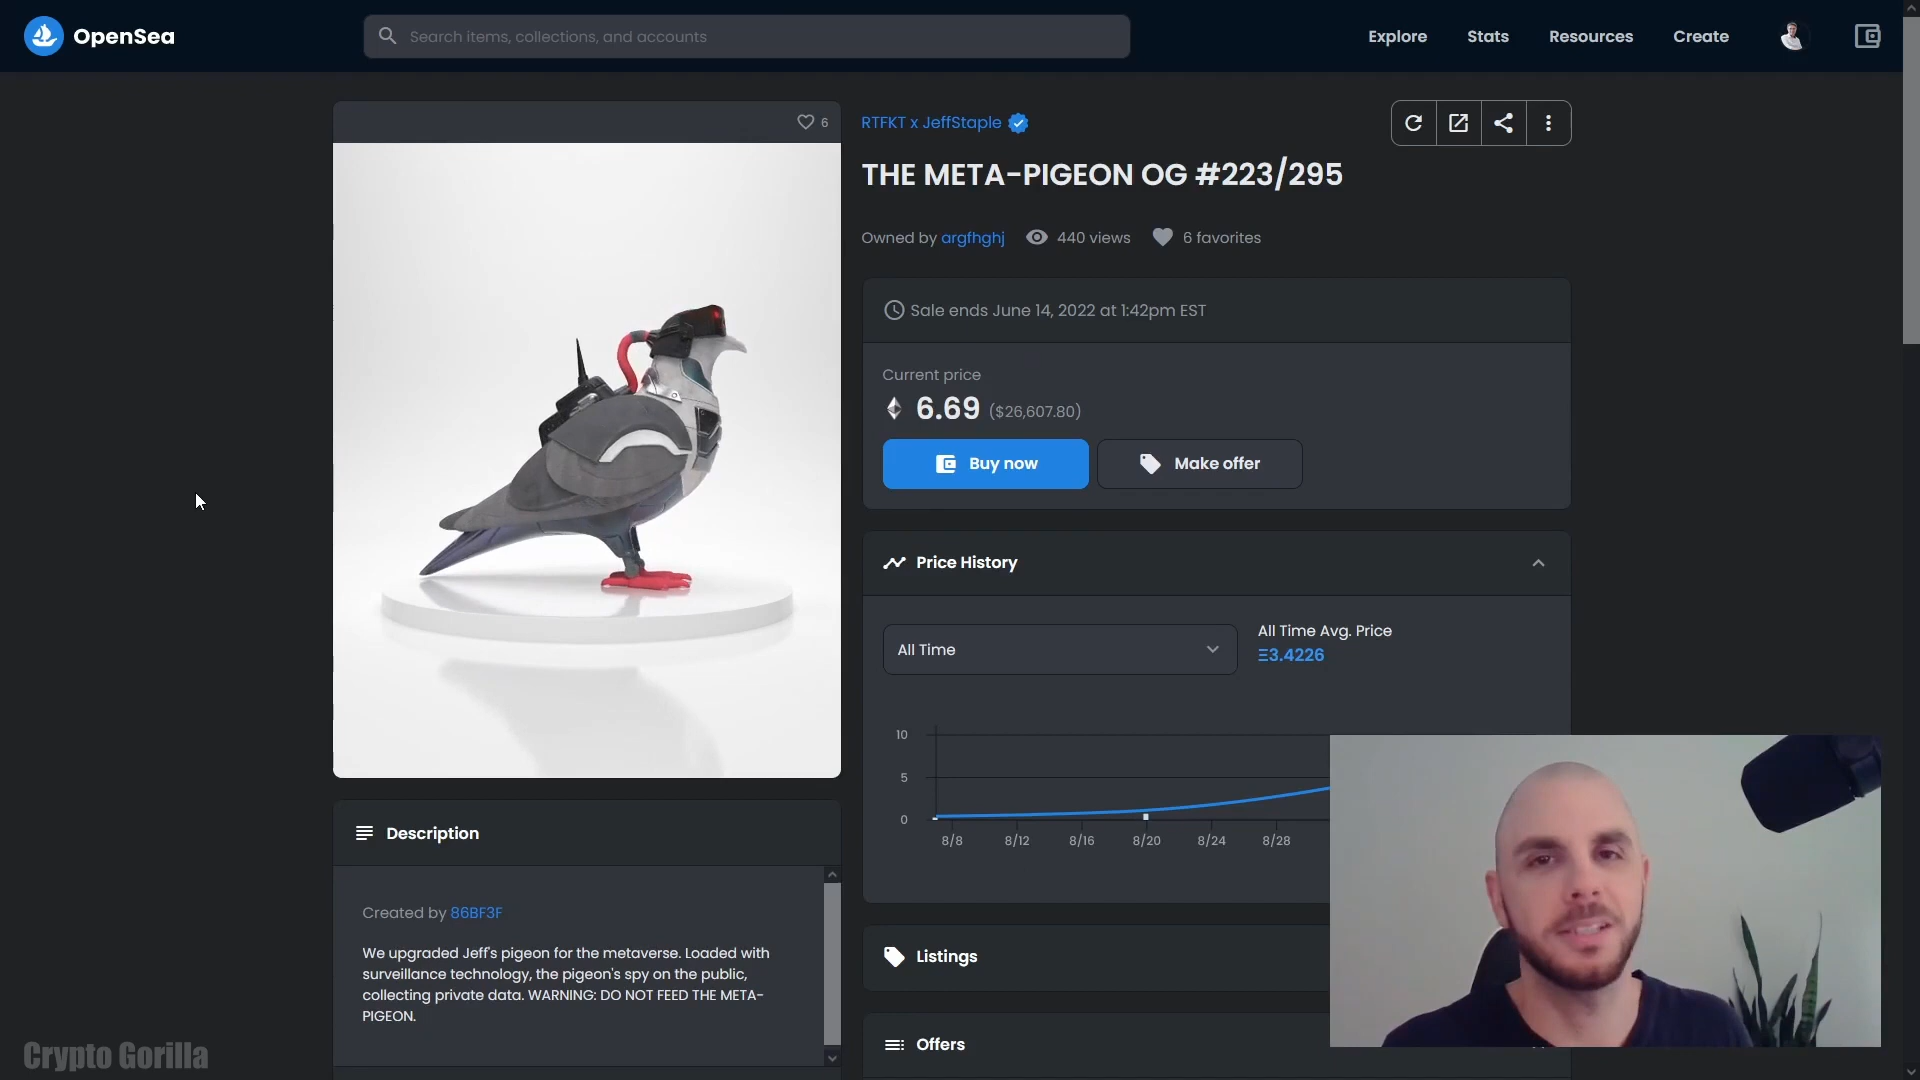 OpenSea
Search items, collections, and accounts
Explore
Stats
Resources
Create
6
RTFKT x JeffStaple
THE META-PIGEON OG #223/295
Owned by argfhghj
440 views
6 favorites
Sale ends June 14, 2022 at 1:42pm EST
Current price
6.69 ($26,607.80)
Buy now
Make offer
Price History
All Time
All Time Avg. Price
Ξ3.4226
10
5
0
8/8
8/12
8/16
8/20
8/24
8/28
Description
Created by 86BF3F
We upgraded Jeff's pigeon for the metaverse. Loaded with
surveillance technology, the pigeon's spy on the public,
collecting private data. WARNING: DO NOT FEED THE META-
PIGEON.
Listings
Offers
Crypto Gorilla